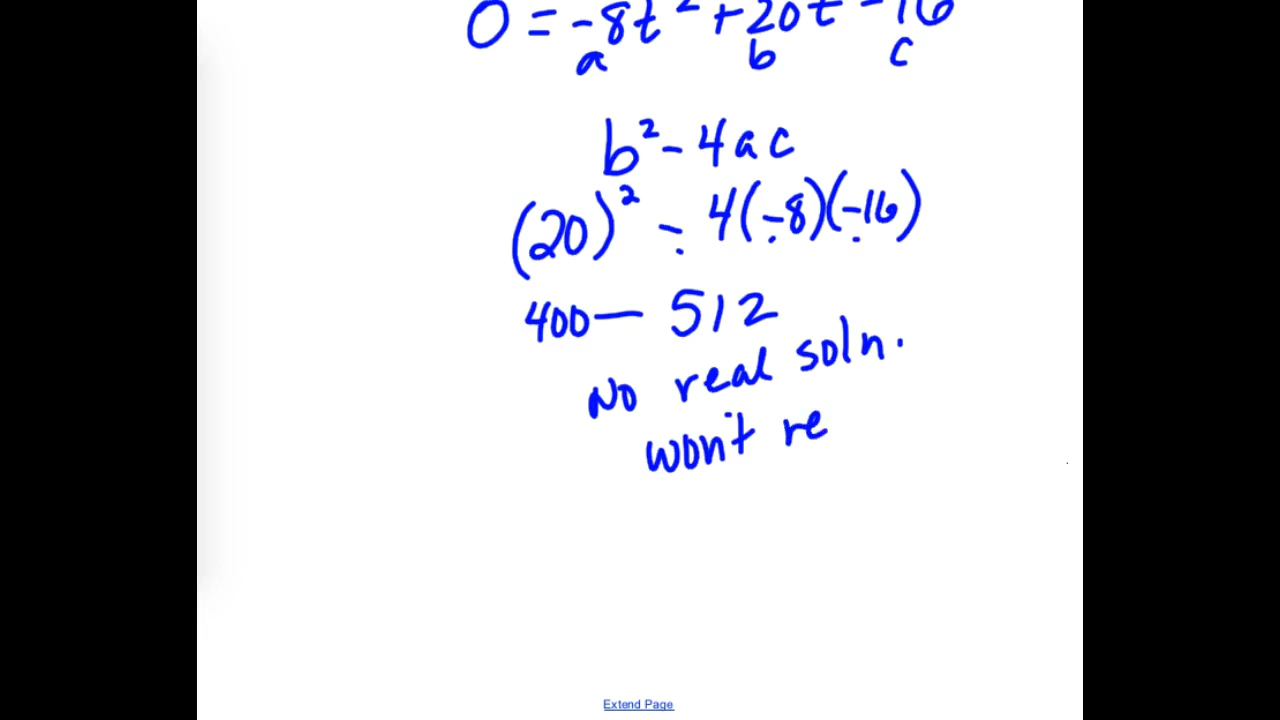 0 = -8t² + 20t - 16
a b c
b² - 4ac
(20)² - 4(-8)(-16)
400 - 512
No real soln.
won't re
Extend Page